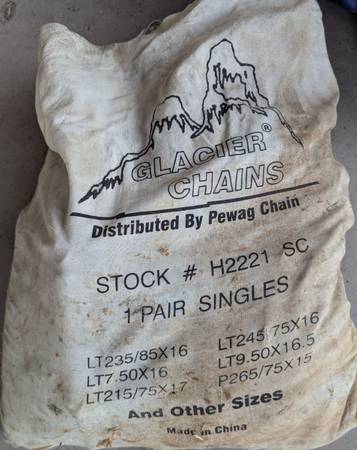 GLACIER®
CHAINS
Distributed By Pewag Chain
STOCK # H2221 SC
1 PAIR SINGLES
LT235/85X16 LT245/75X16
LT7.50X16 LT9.50X16.5
LT215/75X17 P265/75X15
And Other Sizes
Made in China